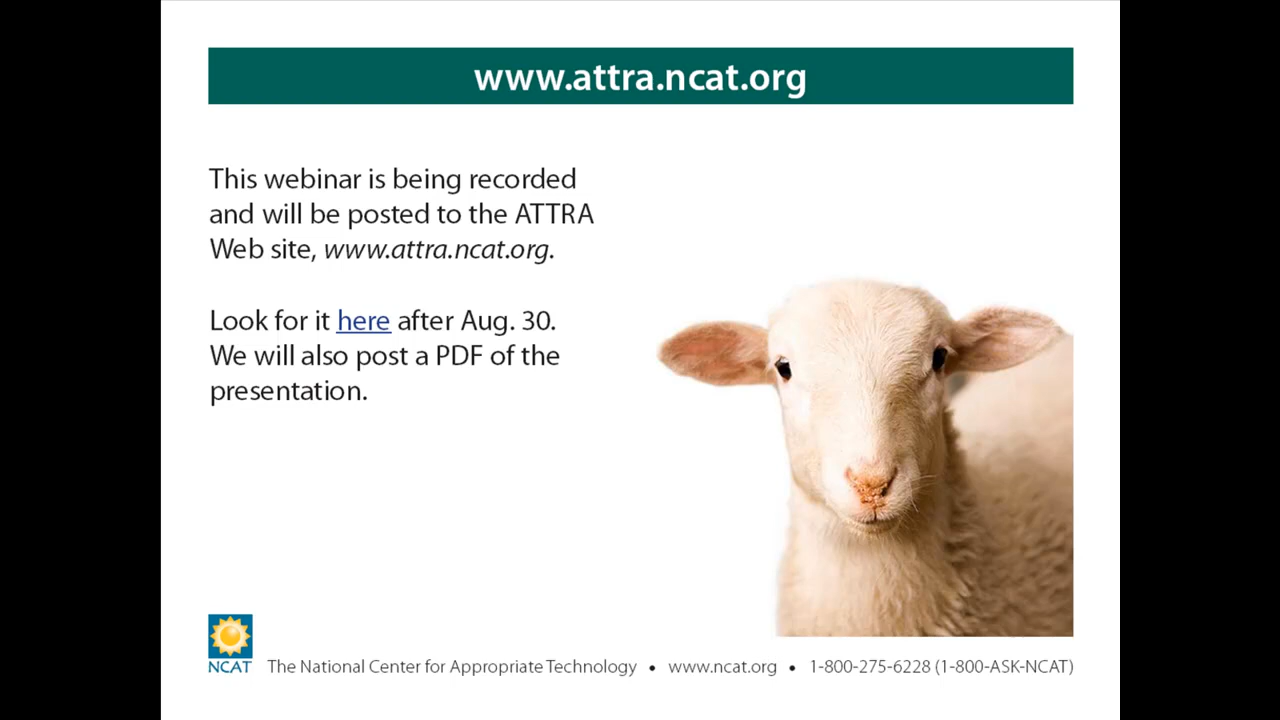 www.attra.ncat.org
This webinar is being recorded
and will be posted to the ATTRA
Web site, www.attra.ncat.org.
Look for it here after Aug. 30.
We will also post a PDF of the
presentation.
NCAT
The National Center for Appropriate Technology • www.ncat.org • 1-800-275-6228 (1-800-ASK-NCAT)